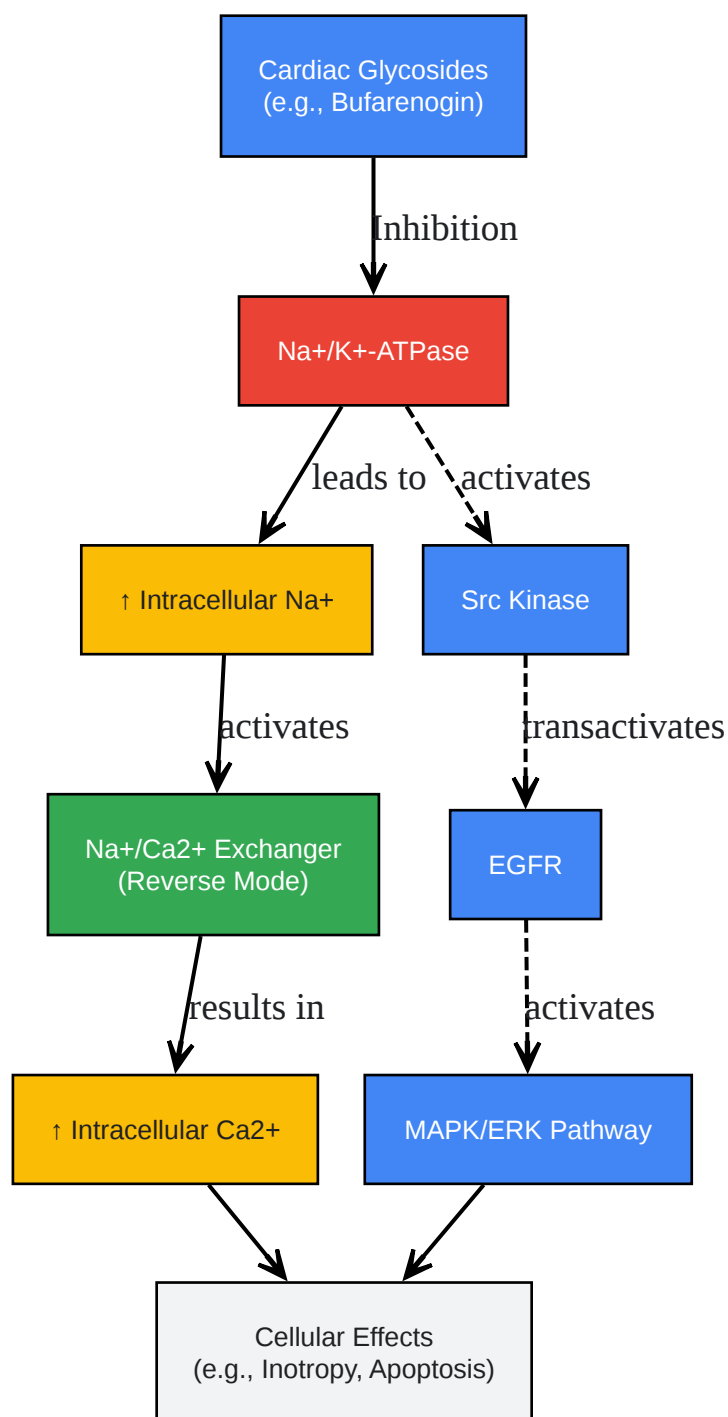 Cardiac Glycosides
(e.g., Bufarenogin)
Inhibition
Na+/K+-ATPase
leads to
activates
↑ Intracellular Na+
Src Kinase
activates
transactivates
Na+/Ca2+ Exchanger
(Reverse Mode)
EGFR
results in
activates
↑ Intracellular Ca2+
MAPK/ERK Pathway
Cellular Effects
(e.g., Inotropy, Apoptosis)